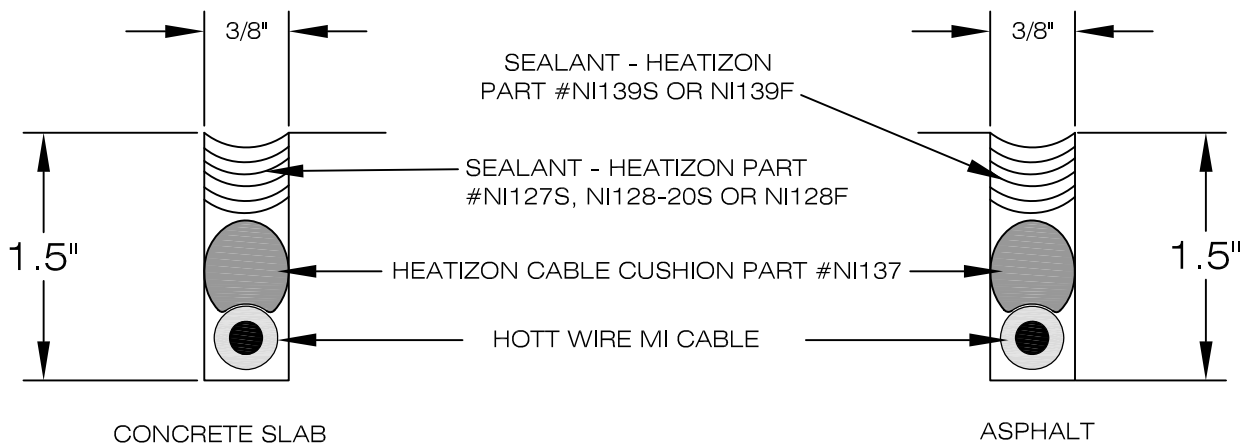 3/8"
3/8"
SEALANT - HEATIZON
PART #NI139S OR NI139F
SEALANT - HEATIZON PART
#NI127S, NI128-20S OR NI128F
1.5"
1.5"
HEATIZON CABLE CUSHION PART #NI137
HOTT WIRE MI CABLE
CONCRETE SLAB
ASPHALT